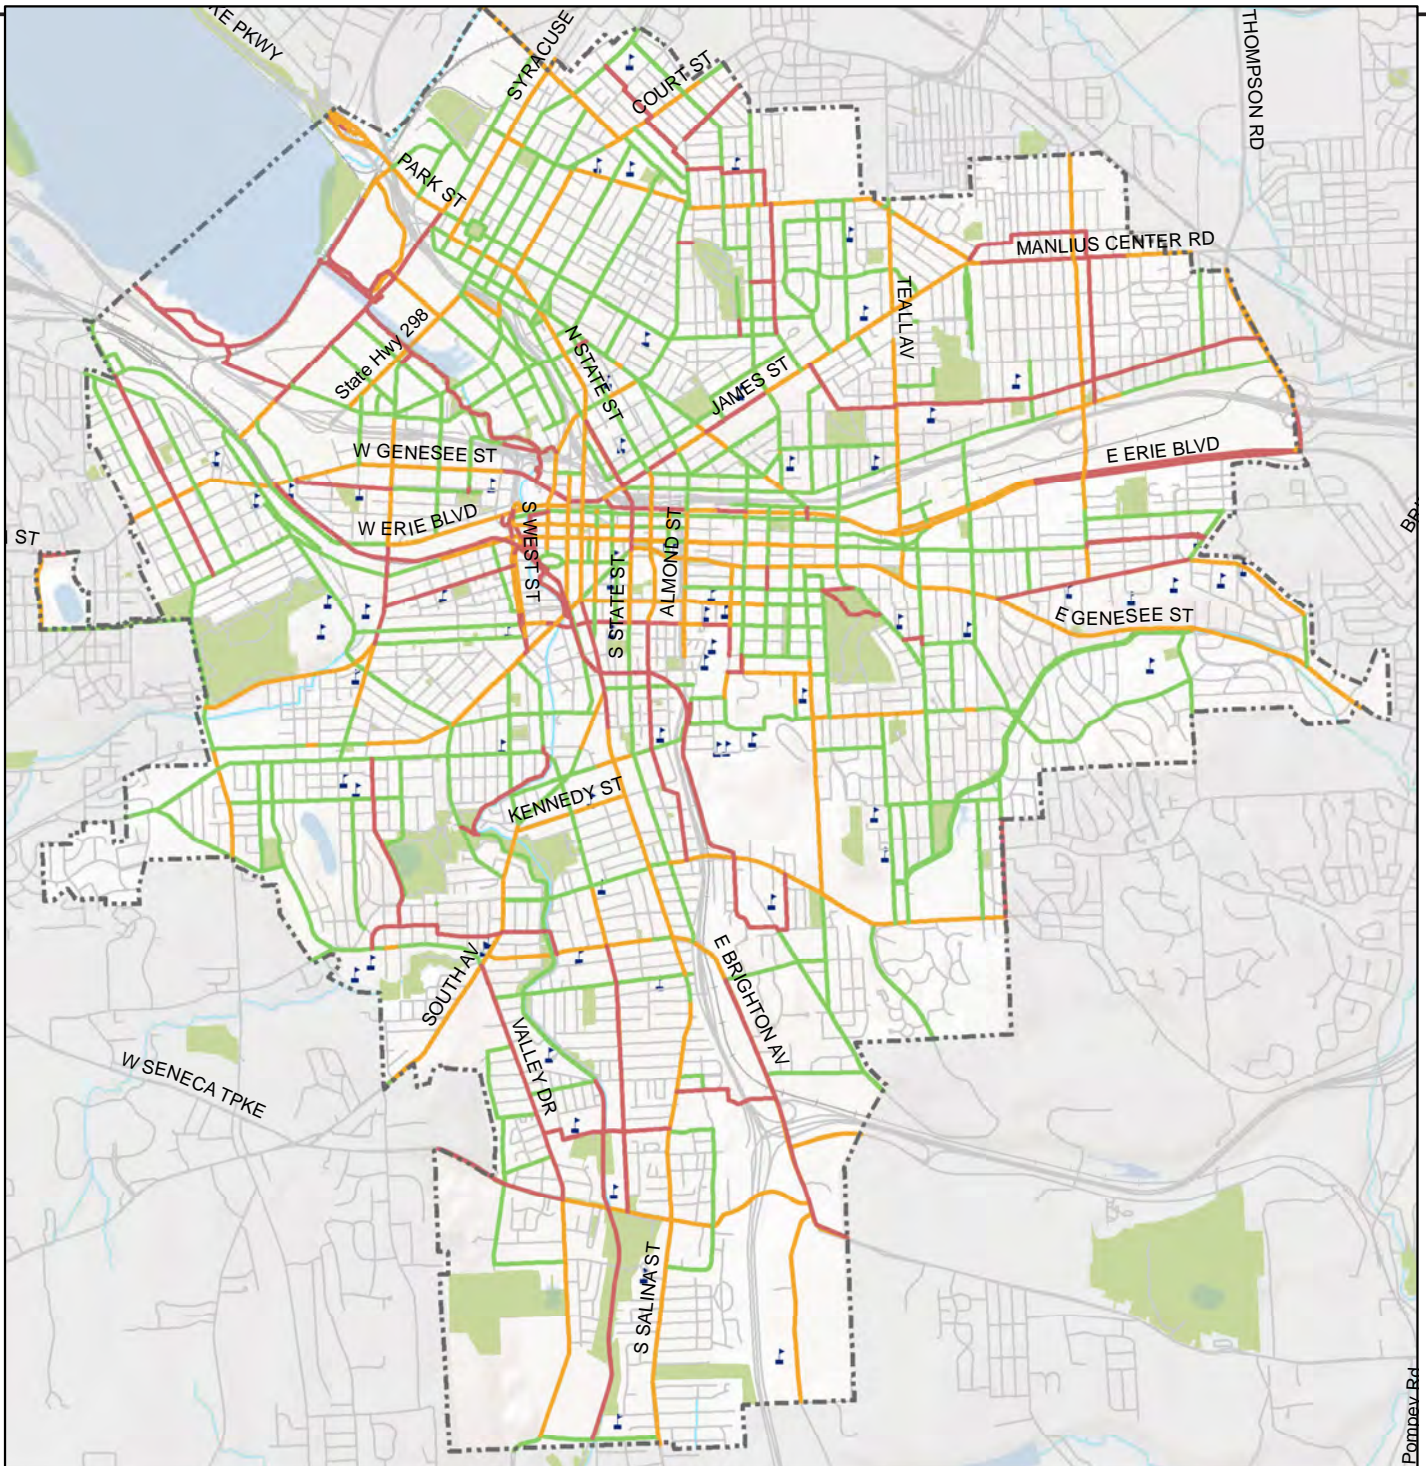 KE PKWY
SYRACUSE
COURT ST
THOMPSON RD
PARK ST
MANLIUS CENTER RD
TEALL AV
State Hwy 298
N STATE ST
JAMES ST
W GENESEE ST
E ERIE BLVD
W ERIE BLVD
S WEST ST
ALMOND ST
ST
S STATE ST
E GENESEE ST
KENNEDY ST
SOUTH AV
E BRIGHTON AV
VALLEY DR
W SENECA TPKE
S SALINA ST
Pompey Rd